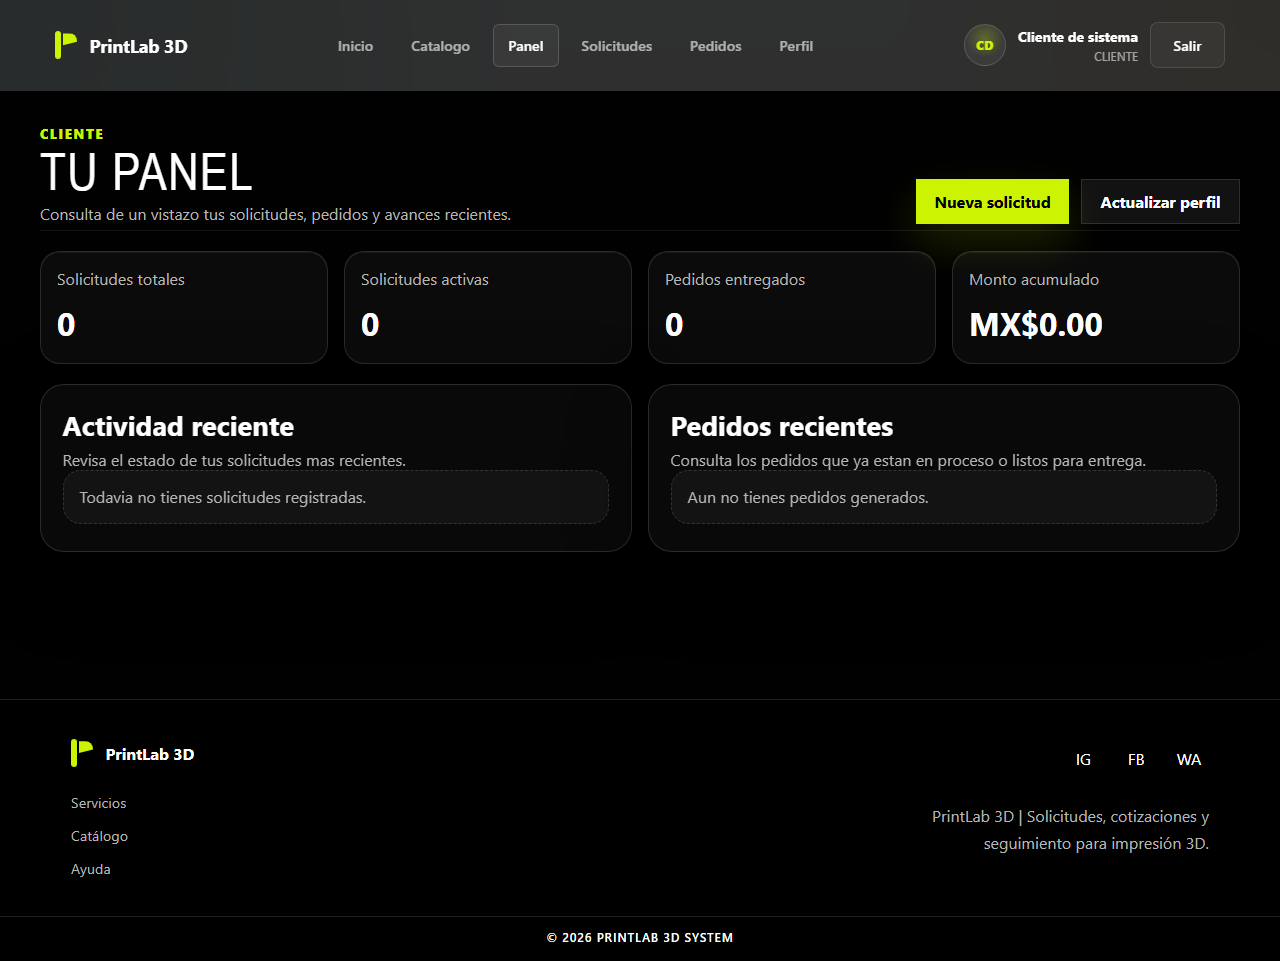 PrintLab 3D
Inicio
Catalogo
Panel
Solicitudes
Pedidos
Perfil
CD
Cliente de sistema
CLIENTE
Salir
CLIENTE
TU PANEL
Consulta de un vistazo tus solicitudes, pedidos y avances recientes.
Nueva solicitud
Actualizar perfil
Solicitudes totales
0
Solicitudes activas
0
Pedidos entregados
0
Monto acumulado
MX$0.00
Actividad reciente
Revisa el estado de tus solicitudes mas recientes.
Todavia no tienes solicitudes registradas.
Pedidos recientes
Consulta los pedidos que ya estan en proceso o listos para entrega.
Aun no tienes pedidos generados.
PrintLab 3D
Servicios
Catálogo
Ayuda
IG
FB
WA
PrintLab 3D | Solicitudes, cotizaciones y
seguimiento para impresión 3D.
© 2026 PRINTLAB 3D SYSTEM